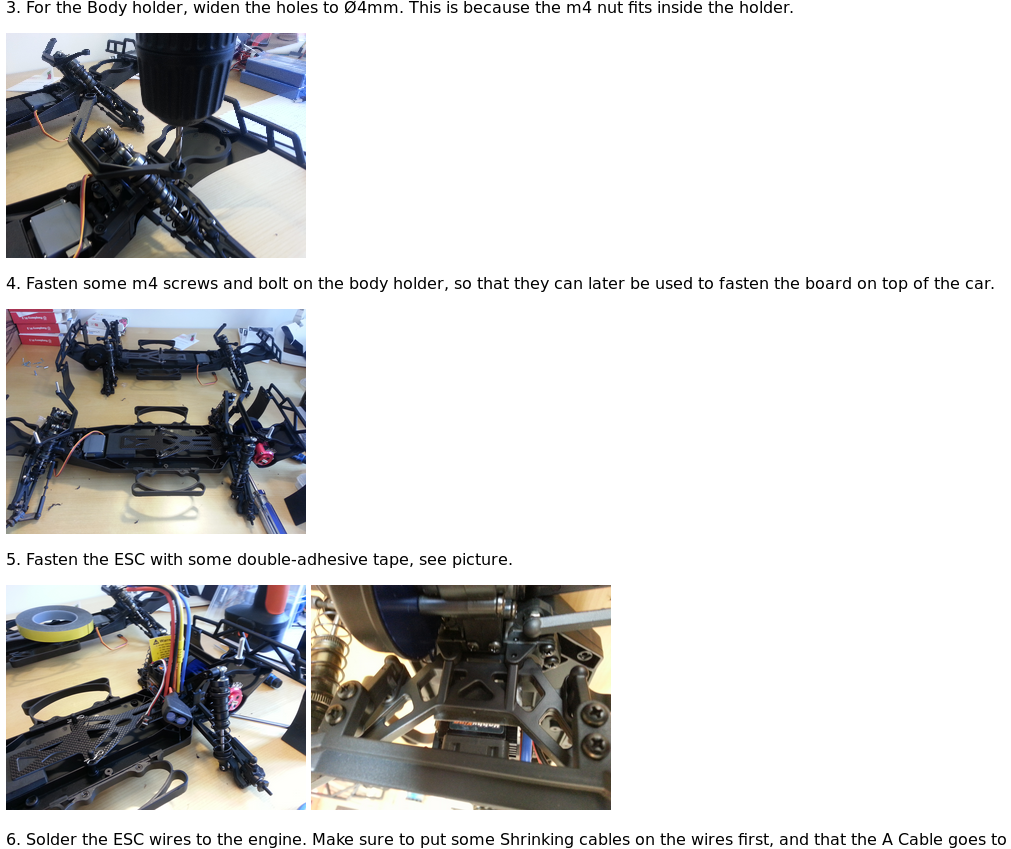 3. For the Body holder, widen the holes to Ø4mm. This is because the m4 nut fits inside the holder.
4. Fasten some m4 screws and bolt on the body holder, so that they can later be used to fasten the board on top of the car.
5. Fasten the ESC with some double-adhesive tape, see picture.
6. Solder the ESC wires to the engine. Make sure to put some Shrinking cables on the wires first, and that the A Cable goes to